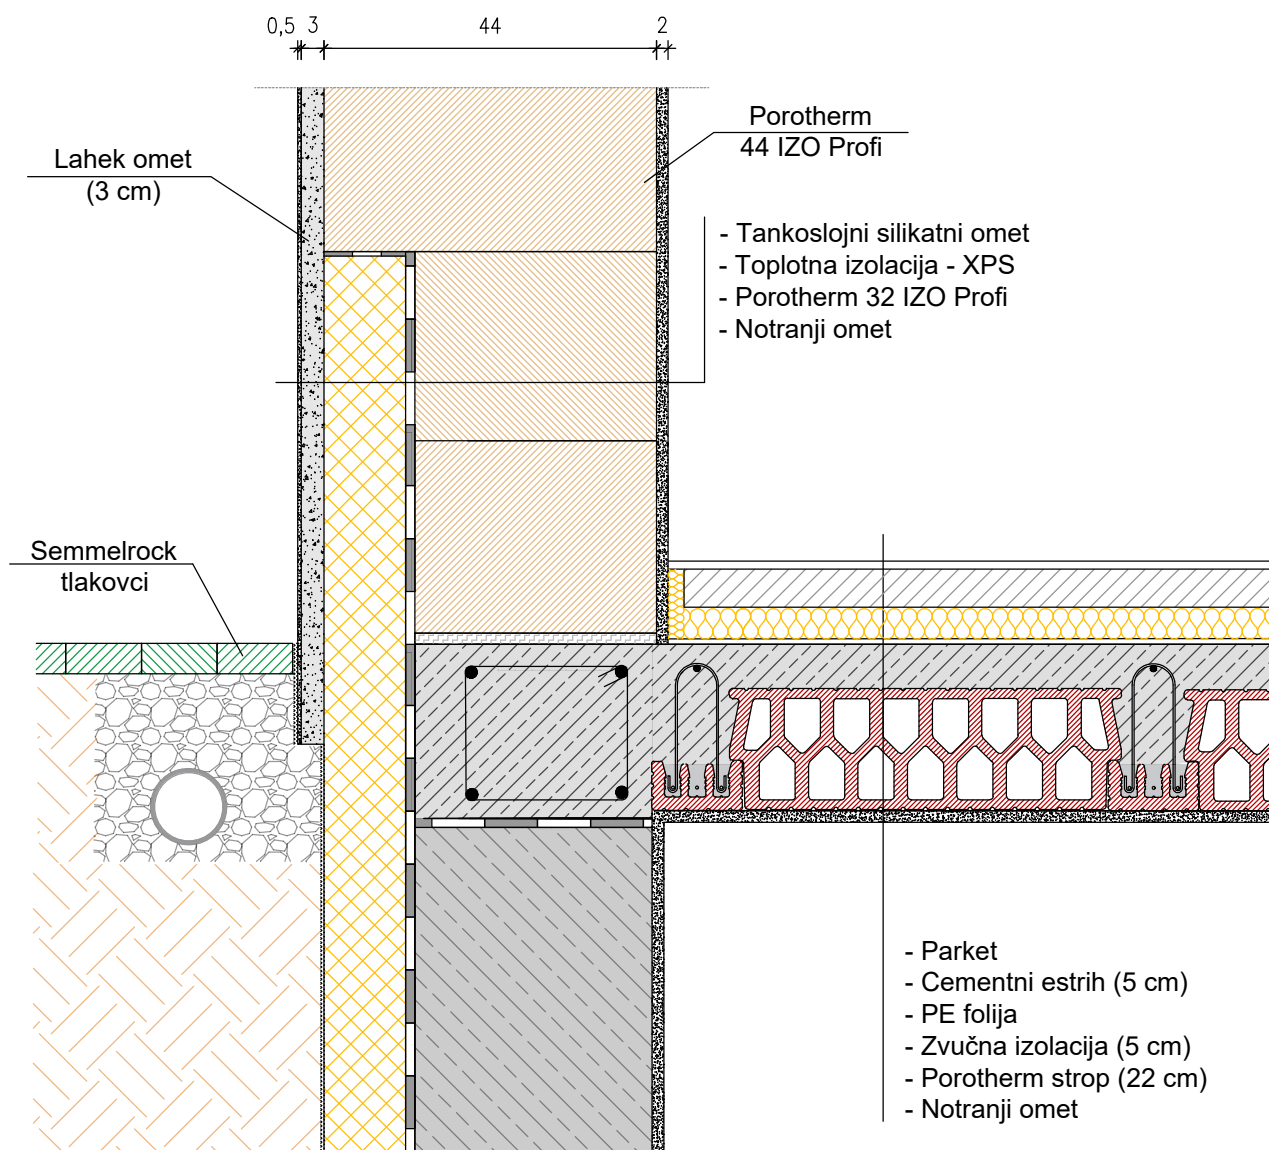 0,5 3 44 2
Porotherm
44 IZO Profi
Lahek omet
(3 cm)
- Tankoslojni silikatni omet
- Toplotna izolacija - XPS
- Porotherm 32 IZO Profi
- Notranji omet
Semmelrock
tlakovci
- Parket
- Cementni estrih (5 cm)
- PE folija
- Zvučna izolacija (5 cm)
- Porotherm strop (22 cm)
- Notranji omet